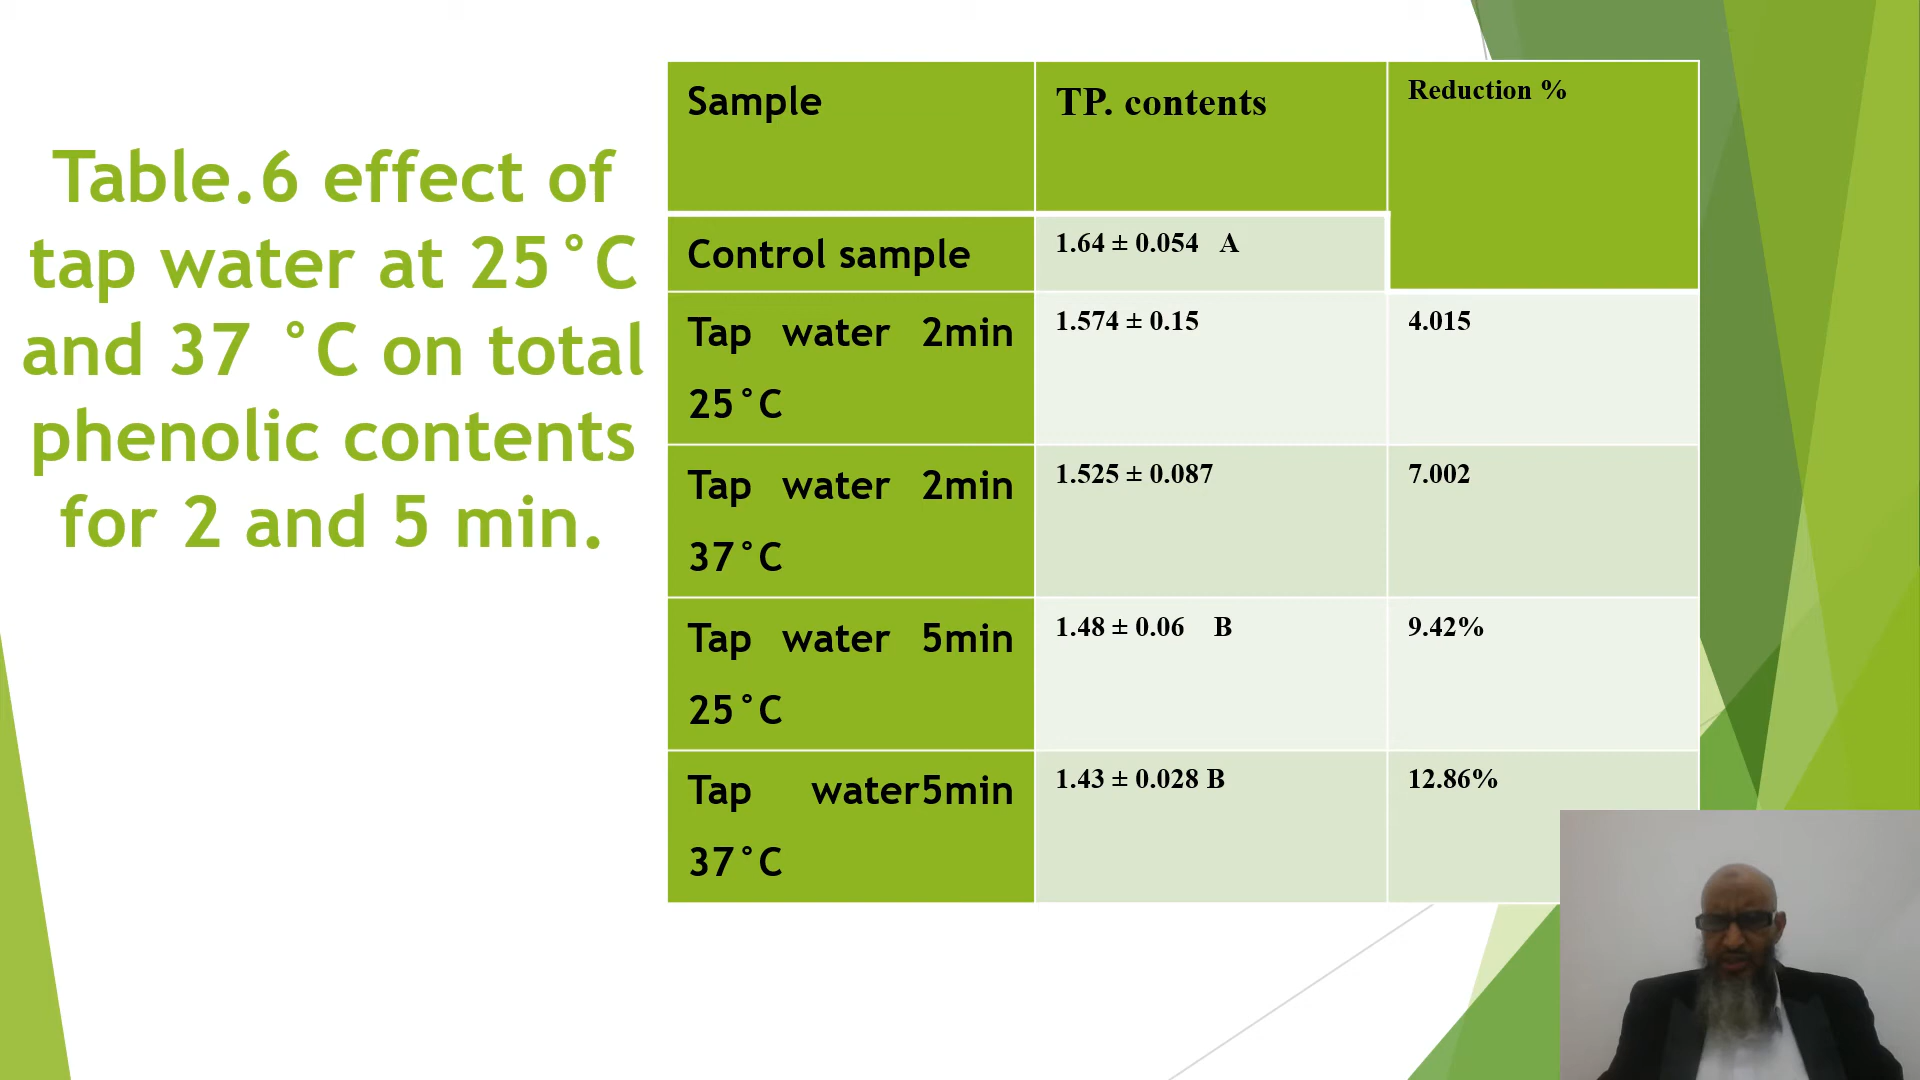 Table.6 effect of
tap water at 25°C
and 37 °C on total
phenolic contents
for 2 and 5 min.
Sample TP. contents Reduction %
Control sample 1.64 ± 0.054 A
Tap water 2min 1.574 ± 0.15 4.015
25°C
Tap water 2min 1.525 ± 0.087 7.002
37°C
Tap water 5min 1.48 ± 0.06 B 9.42%
25°C
Tap water5min 1.43 ± 0.028 B 12.86%
37°C